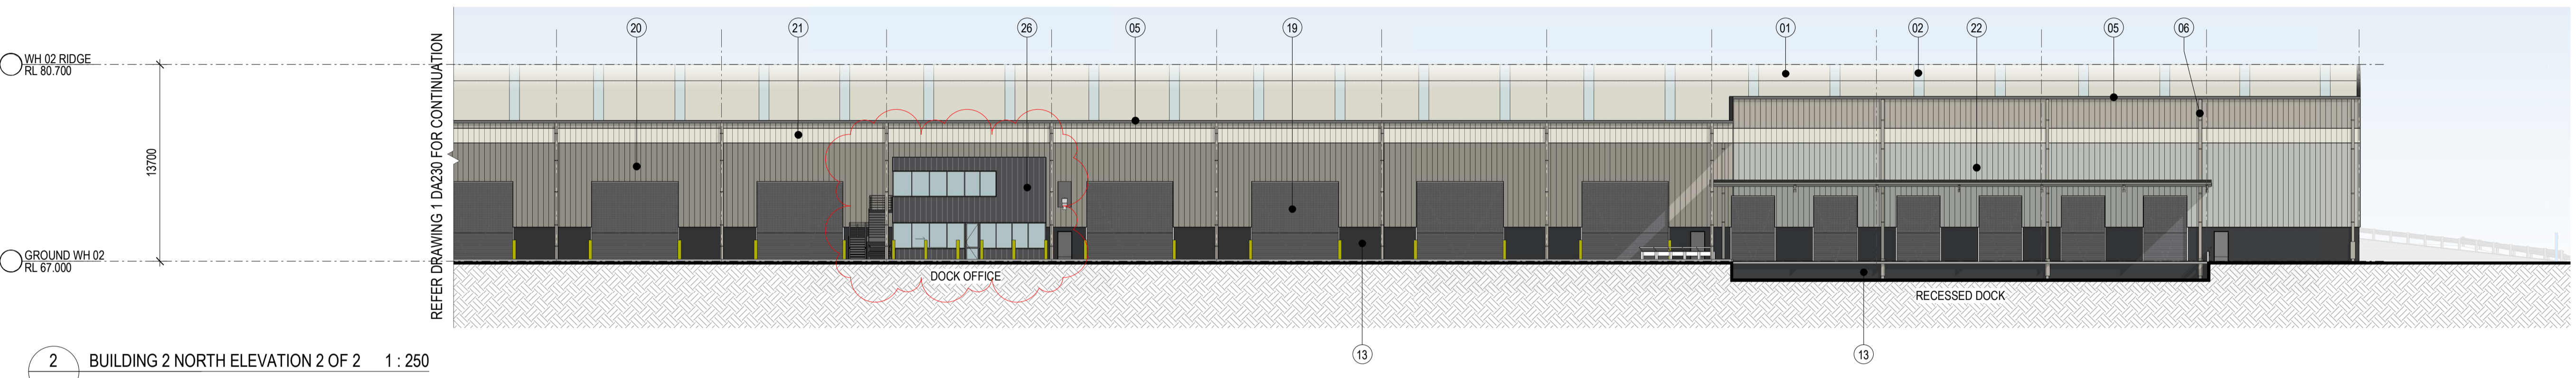 20
21
26
05
19
01
02
22
05
06
WH 02 RIDGE
RL 80.700
13700
REFER DRAWING 1 DA230 FOR CONTINUATION
GROUND WH 02
RL 67.000
DOCK OFFICE
RECESSED DOCK
13
13
2
BUILDING 2 NORTH ELEVATION 2 OF 2
1 : 250